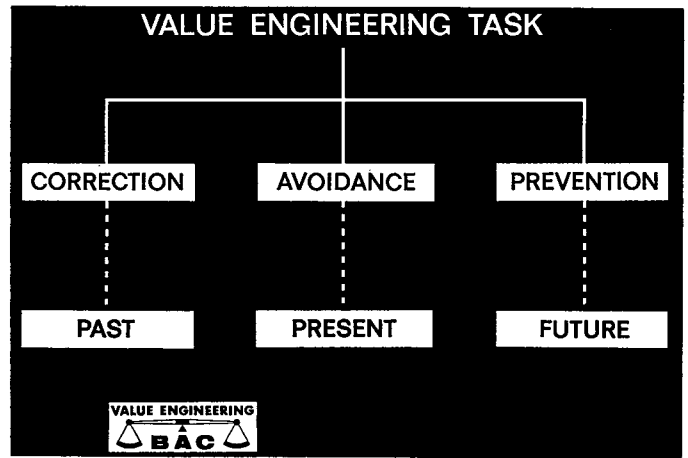 VALUE ENGINEERING TASK
CORRECTION AVOIDANCE PREVENTION
PAST PRESENT FUTURE
VALUE ENGINEERING
BAC